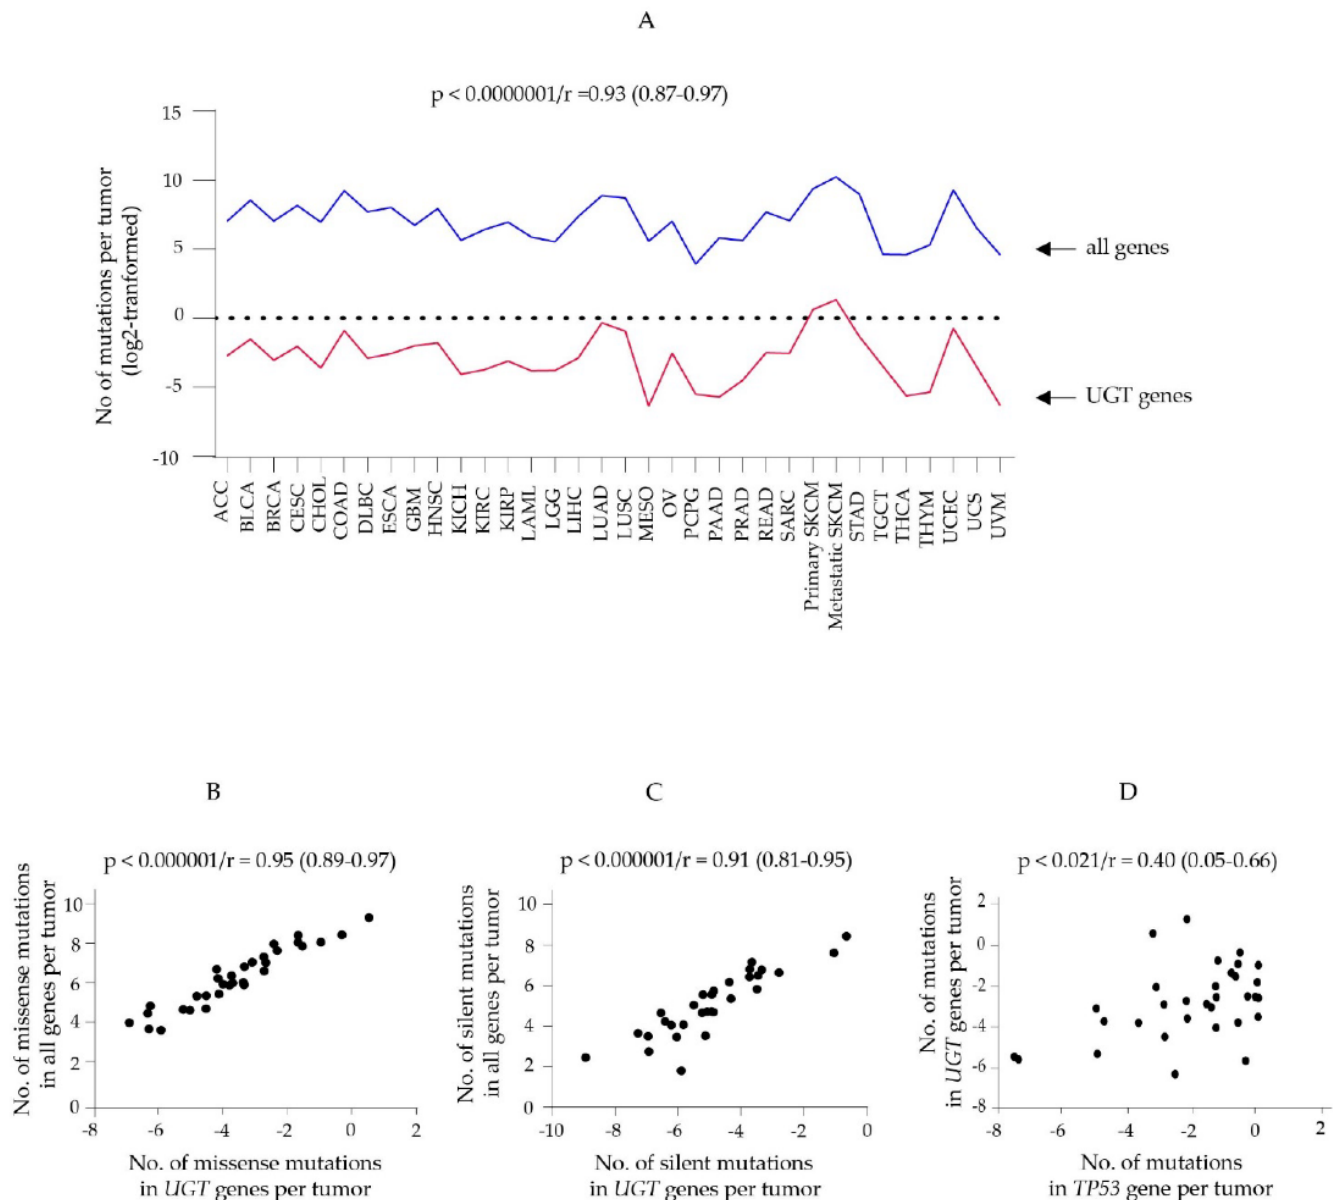 A
p < 0.0000001/r =0.93 (0.87-0.97)
No of mutations per tumor
(log2-tranformed)
15
10
5
0
-5
-10
all genes
UGT genes
ACC
BLCA
BRCA
CESC
CHOL
COAD
DLBC
ESCA
GBM
HNSC
KICH
KIRC
KIRP
LAML
LGG
LIHC
LUAD
LUSC
MESO
OV
PCPG
PAAD
PRAD
READ
SARC
Primary SKCM
Metastatic SKCM
STAD
TGCT
THCA
THYM
UCEC
UCS
UVM
B
p < 0.000001/r = 0.95 (0.89-0.97)
No. of missense mutations
in all genes per tumor
10
8
6
4
2
0
-8
-6
-4
-2
0
2
No. of missense mutations
in UGT genes per tumor
C
p < 0.000001/r = 0.91 (0.81-0.95)
No. of silent mutations
in all genes per tumor
10
8
6
4
2
0
-10
-8
-6
-4
-2
0
No. of silent mutations
in UGT genes per tumor
D
p < 0.021/r = 0.40 (0.05-0.66)
No. of mutations
in UGT genes per tumor
2
0
-2
-4
-6
-8
-8
-6
-4
-2
0
2
No. of mutations
in TP53 gene per tumor